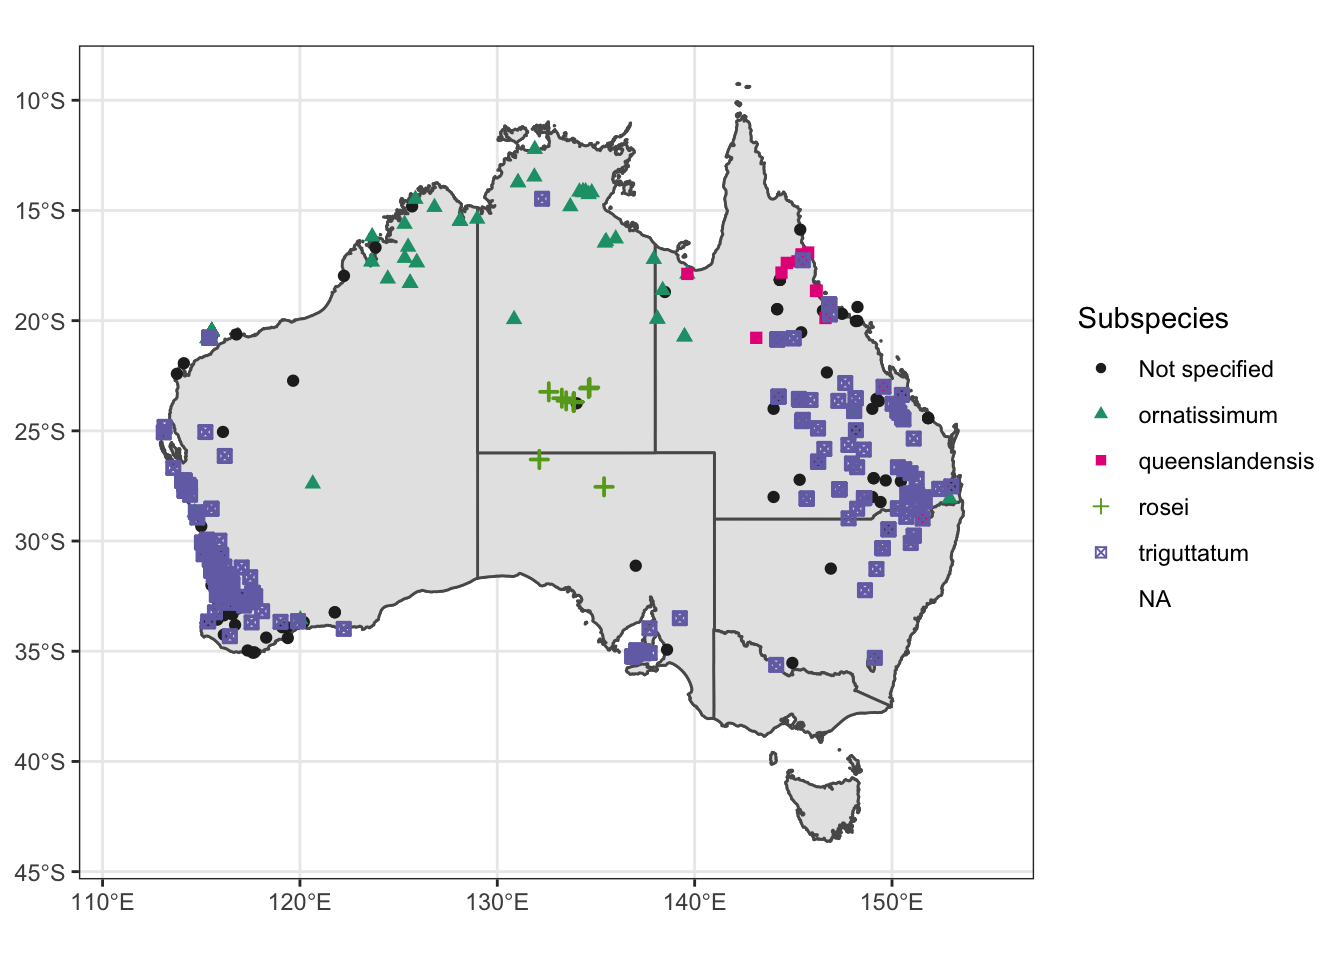 10°S
15°S
20°S
25°S
30°S
35°S
40°S
45°S
110°E 120°E 130°E 140°E 150°E
Subspecies
Not specified
ornatissimum
queenslandensis
rosei
triguttatum
NA